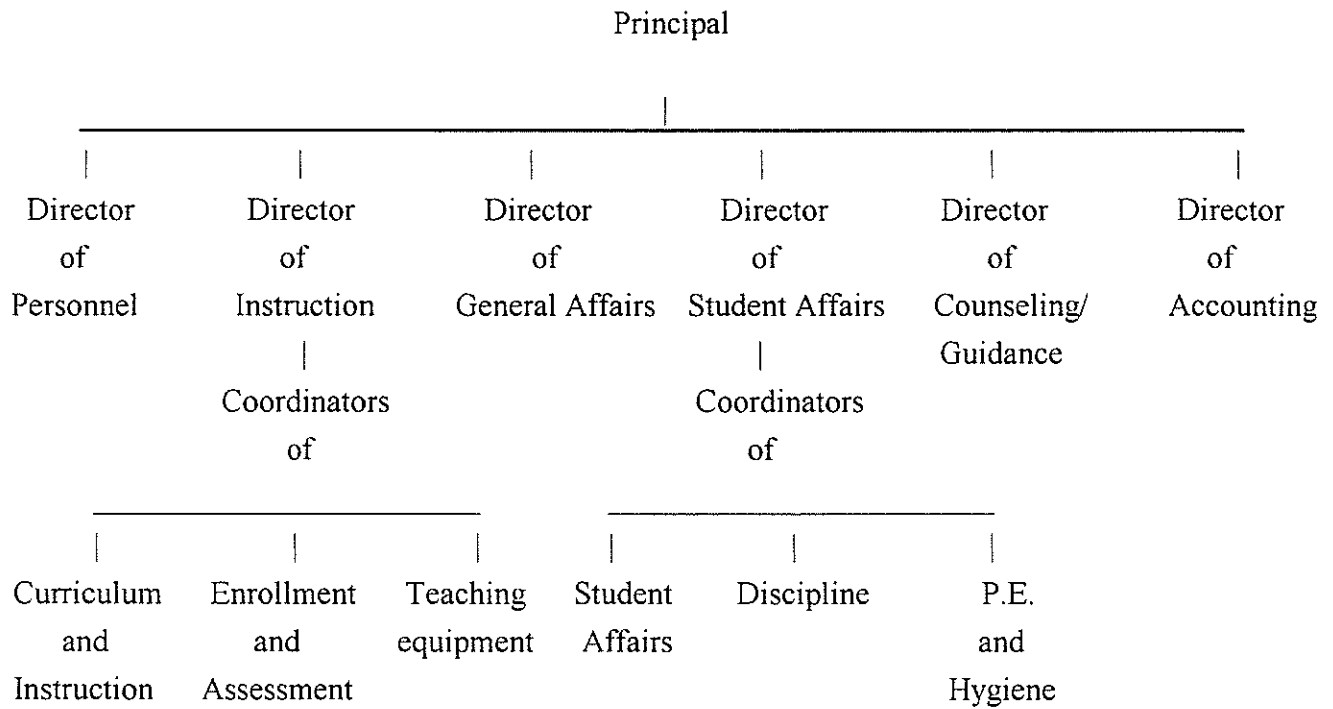 Principal
Director Director Director Director Director Director
of of of of of of
Personnel Instruction General Affairs Student Affairs Counseling/ Accounting
Guidance
Coordinators Coordinators
of of
Curriculum Enrollment Teaching Student Discipline P.E.
and and equipment Affairs and
Instruction Assessment Hygiene